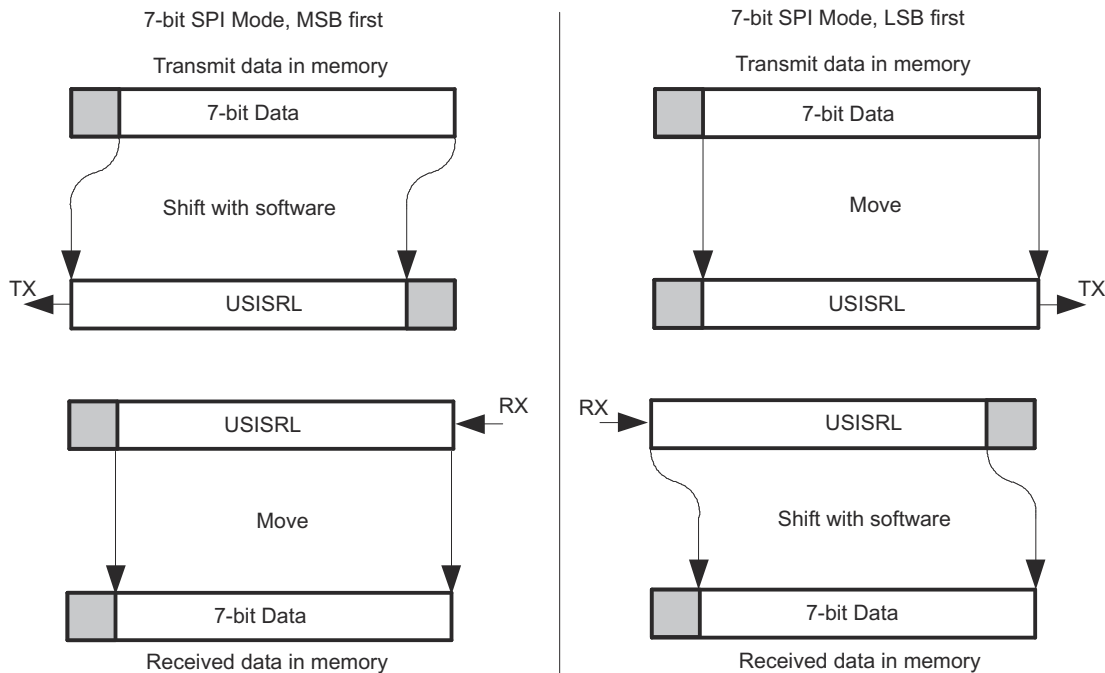 7-bit SPI Mode, MSB first
Transmit data in memory
7-bit Data
Shift with software
TX
USISRL
RX
USISRL
Move
7-bit Data
Received data in memory
7-bit SPI Mode, LSB first
Transmit data in memory
7-bit Data
Move
USISRL
TX
RX
USISRL
Shift with software
7-bit Data
Received data in memory